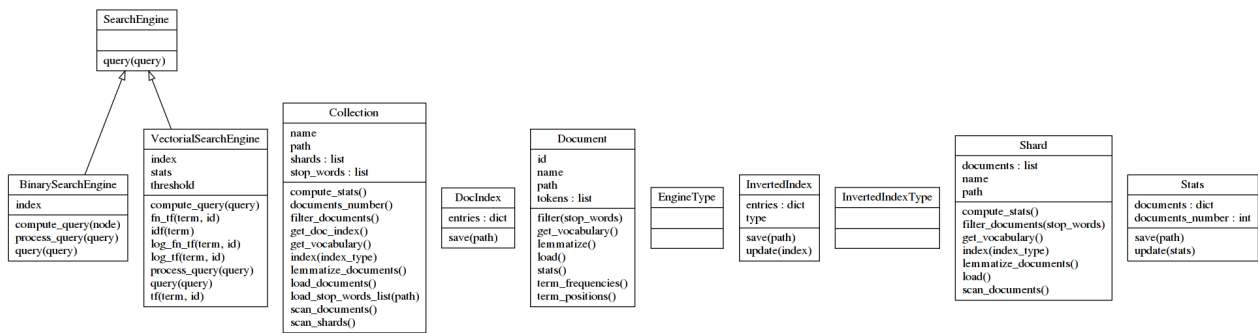 SearchEngine
query(query)
BinarySearchEngine
index
compute_query(node)
process_query(query)
query(query)
VectorialSearchEngine
index
stats
threshold
compute_query(query)
fn_tf(term, id)
idf(term)
log_fn_tf(term, id)
log_tf(term, id)
process_query(query)
query(query)
tf(term, id)
Collection
name
path
shards : list
stop_words : list
compute_stats()
documents_number()
filter_documents()
get_doc_index()
get_vocabulary()
index(index_type)
lemmatize_documents()
load_documents()
load_stop_words_list(path)
scan_documents()
scan_shards()
DocIndex
entries : dict
save(path)
Document
id
name
path
tokens : list
filter(stop_words)
get_vocabulary()
lemmatize()
load()
stats()
term_frequencies()
term_positions()
EngineType
InvertedIndex
entries : dict
type
save(path)
update(index)
InvertedIndexType
Shard
documents : list
name
path
compute_stats()
filter_documents(stop_words)
get_vocabulary()
index(index_type)
lemmatize_documents()
load()
scan_documents()
Stats
documents : dict
documents_number : int
save(path)
update(stats)